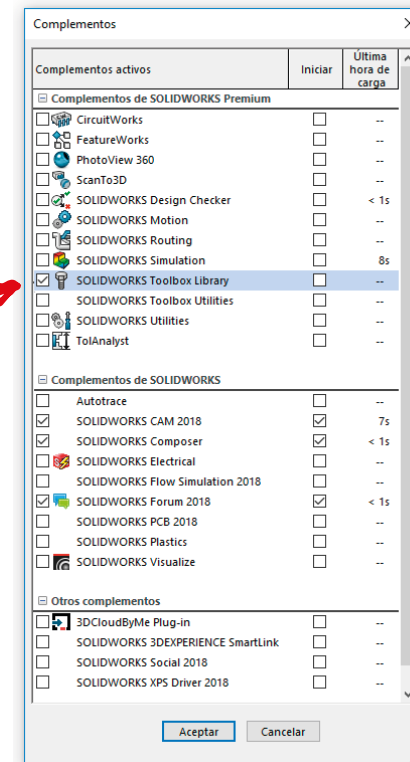 Complementos
Complementos activos Iniciar Última hora de carga
Complementos de SOLIDWORKS Premium
CircuitWorks --
FeatureWorks --
PhotoView 360 --
ScanTo3D --
SOLIDWORKS Design Checker < 1s
SOLIDWORKS Motion --
SOLIDWORKS Routing --
SOLIDWORKS Simulation 8s
SOLIDWORKS Toolbox Library --
SOLIDWORKS Toolbox Utilities --
SOLIDWORKS Utilities --
TolAnalyst --
Complementos de SOLIDWORKS
Autotrace --
SOLIDWORKS CAM 2018 7s
SOLIDWORKS Composer < 1s
SOLIDWORKS Electrical --
SOLIDWORKS Flow Simulation 2018 --
SOLIDWORKS Forum 2018 < 1s
SOLIDWORKS PCB 2018 --
SOLIDWORKS Plastics --
SOLIDWORKS Visualize --
Otros complementos
3DCloudByMe Plug-in --
SOLIDWORKS 3DEXPERIENCE SmartLink --
SOLIDWORKS Social 2018 --
SOLIDWORKS XPS Driver 2018 --
Aceptar Cancelar